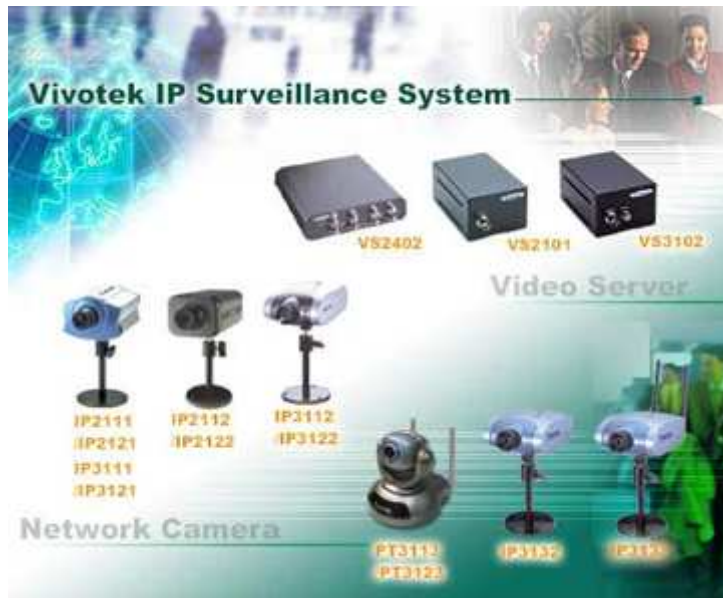 Vivotek IP Surveillance System
VS2402
VS2101
VS3102
Video Server
IP2111
/IP2121
IP3111
/IP3121
IP2112
/IP2122
IP3112
/IP3122
Network Camera
PT3113
/PT3123
IP3132